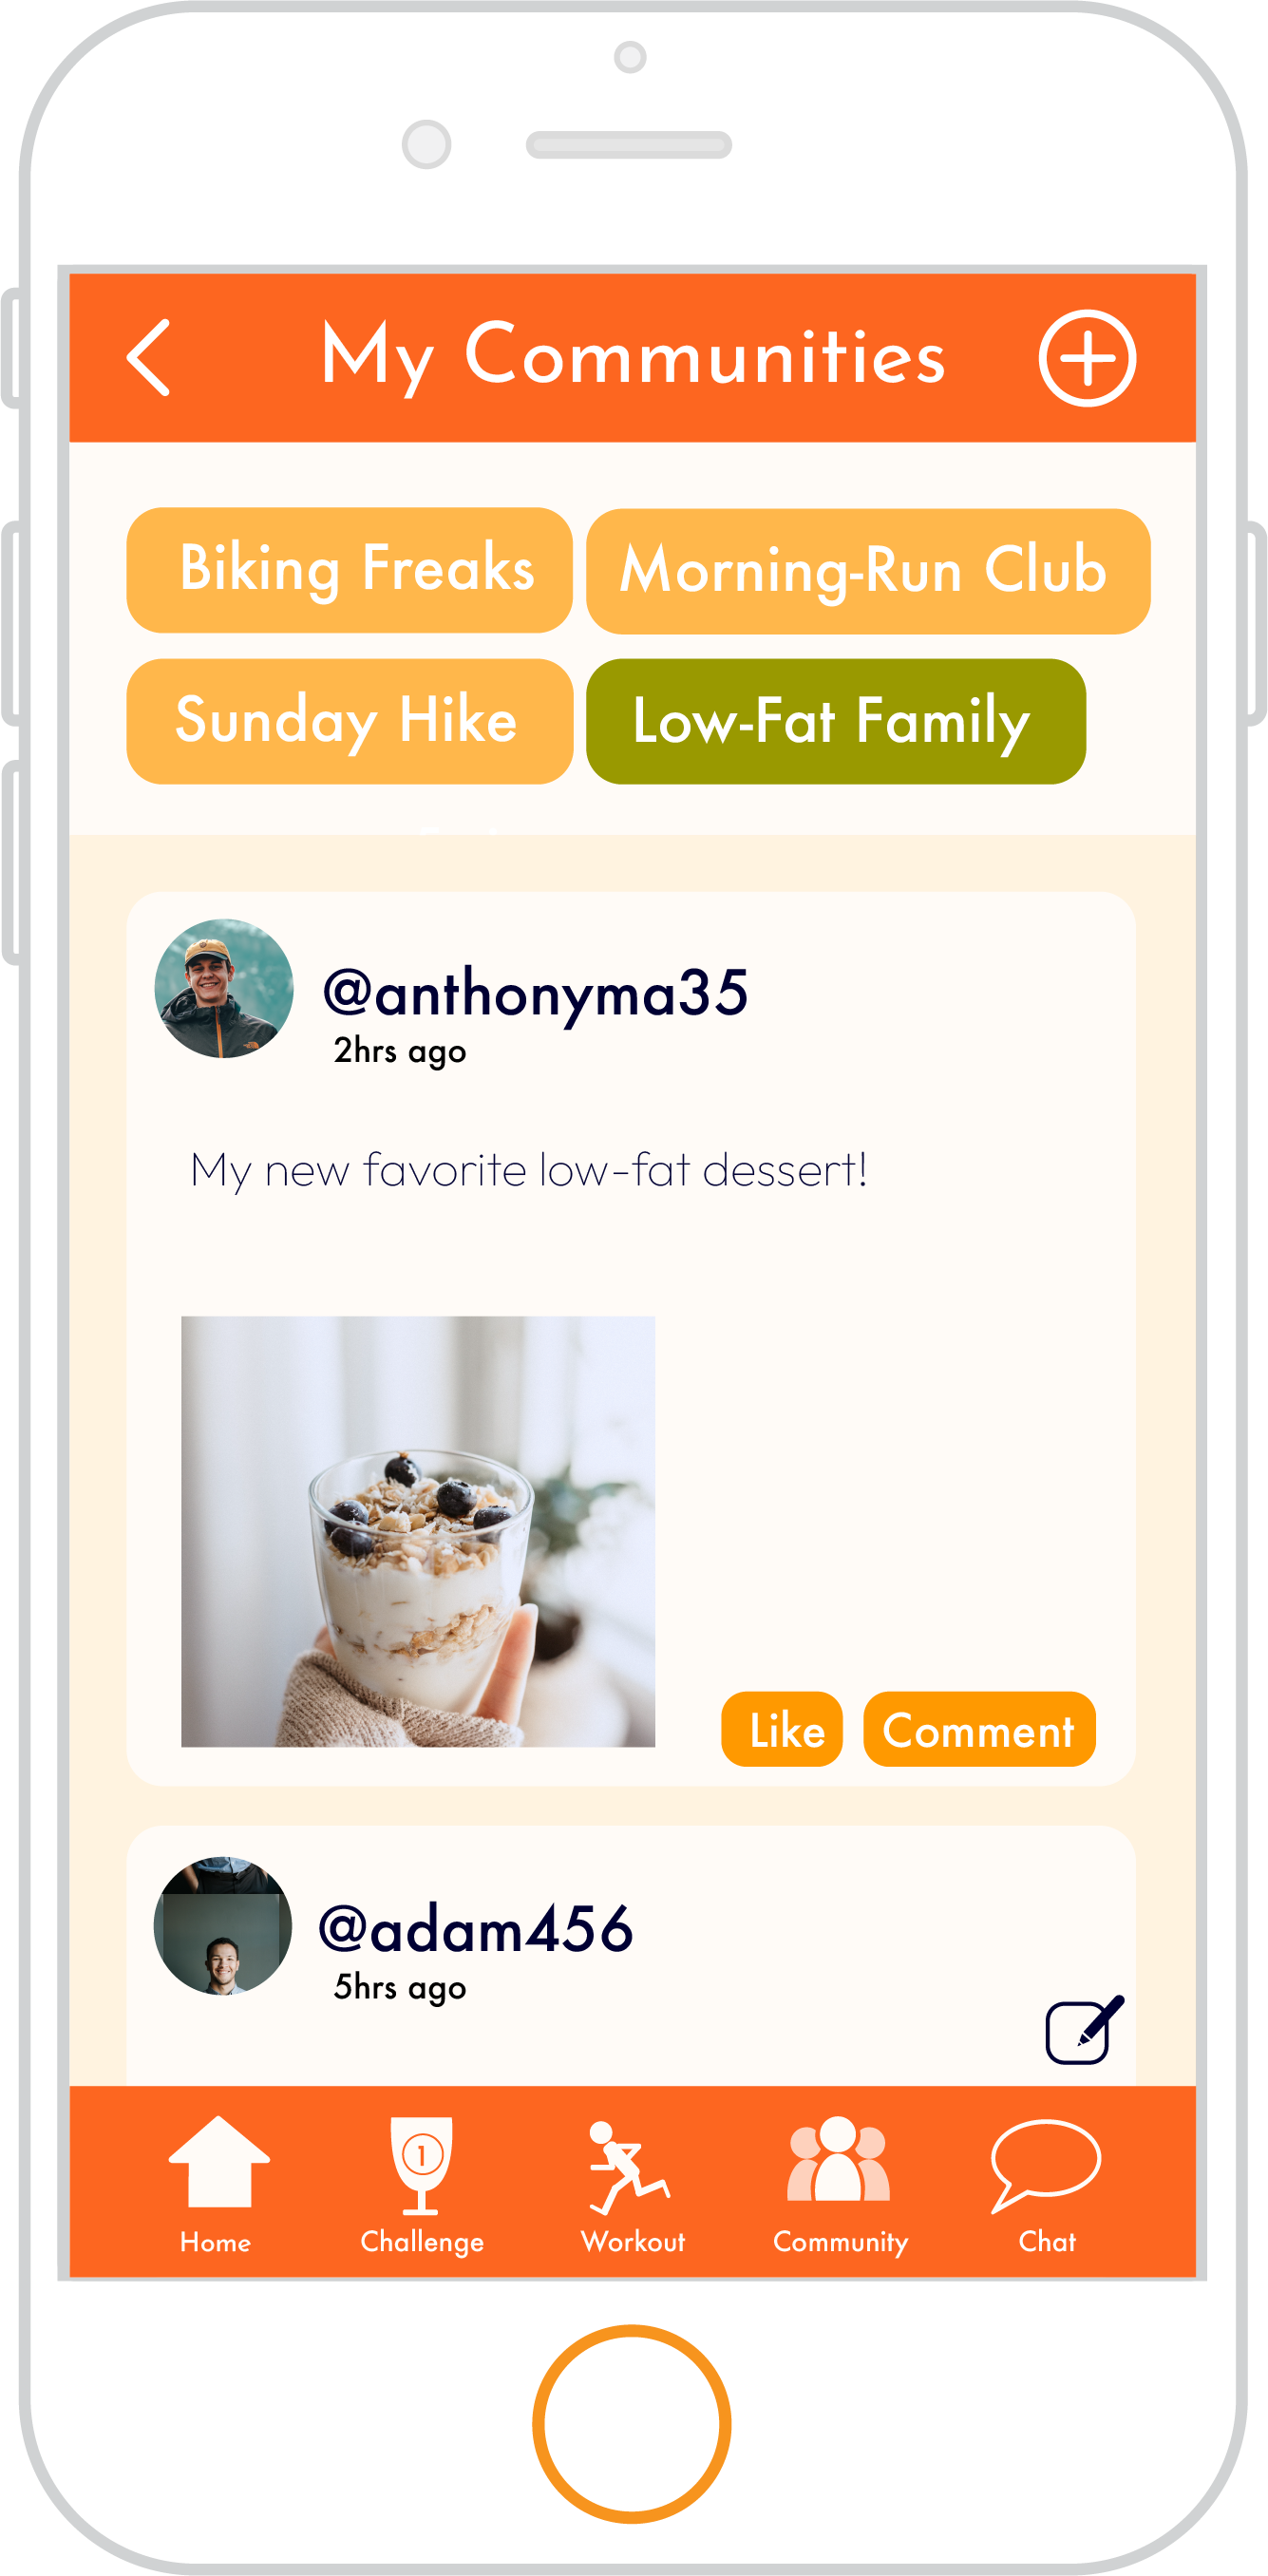 My Communities
Biking Freaks
Morning-Run Club
Sunday Hike
Low-Fat Family
@anthonyma35
2hrs ago
My new favorite low-fat dessert!
Like
Comment
@adam456
5hrs ago
1
Home
Challenge
Workout
Community
Chat